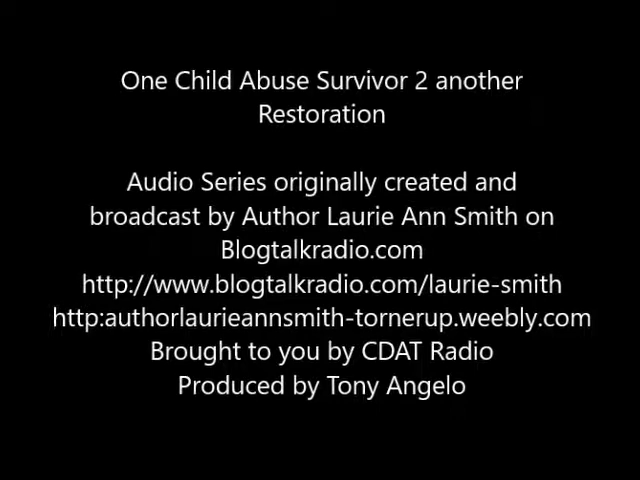 One Child Abuse Survivor 2 another
Restoration
Audio Series originally created and
broadcast by Author Laurie Ann Smith on
Blogtalkradio.com
http://www.blogtalkradio.com/laurie-smith
http:authorlaurieannsmith-tornerup.weebly.com
Brought to you by CDAT Radio
Produced by Tony Angelo